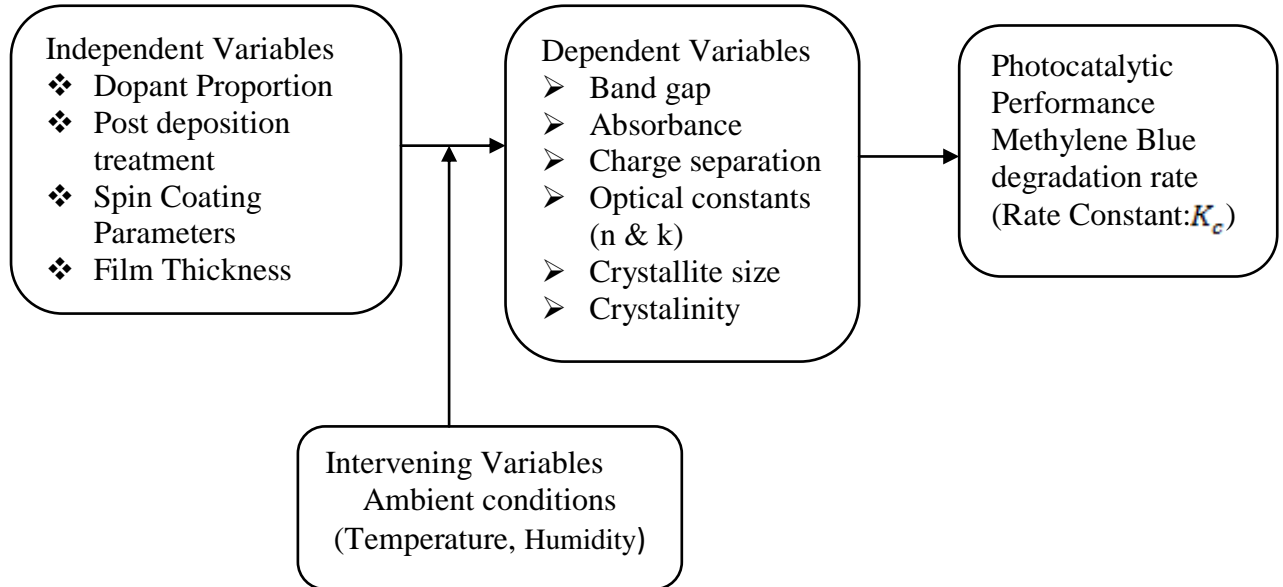 Independent Variables
❖ Dopant Proportion
❖ Post deposition
treatment
❖ Spin Coating
Parameters
❖ Film Thickness
Dependent Variables
➢ Band gap
➢ Absorbance
➢ Charge separation
➢ Optical constants
(n & k)
➢ Crystallite size
➢ Crystalinity
Photocatalytic
Performance
Methylene Blue
degradation rate
(Rate Constant:K_c)
Intervening Variables
Ambient conditions
(Temperature, Humidity)